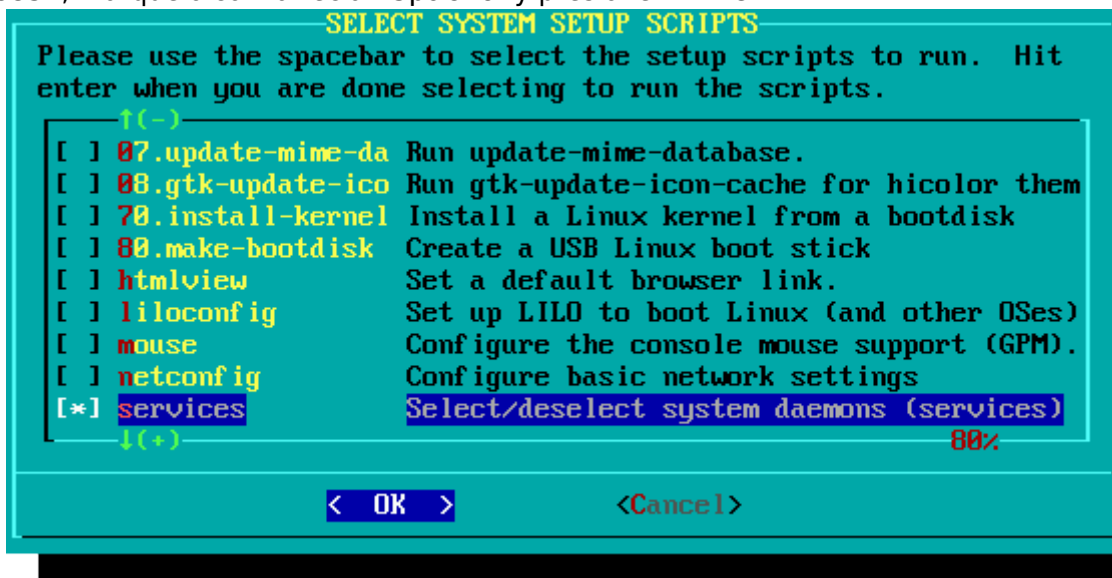 SELECT SYSTEM SETUP SCRIPTS
Please use the spacebar to select the setup scripts to run.  Hit
enter when you are done selecting to run the scripts.
↑(-)
[ ] 07.update-mime-da Run update-mime-database.
[ ] 08.gtk-update-ico Run gtk-update-icon-cache for hicolor them
[ ] 70.install-kernel Install a Linux kernel from a bootdisk
[ ] 80.make-bootdisk Create a USB Linux boot stick
[ ] htmlview Set a default browser link.
[ ] liloconfig Set up LILO to boot Linux (and other OSes)
[ ] mouse Configure the console mouse support (GPM).
[ ] netconfig Configure basic network settings
[*] services Select/deselect system daemons (services)
↓(+) 80%
< OK > <Cancel>